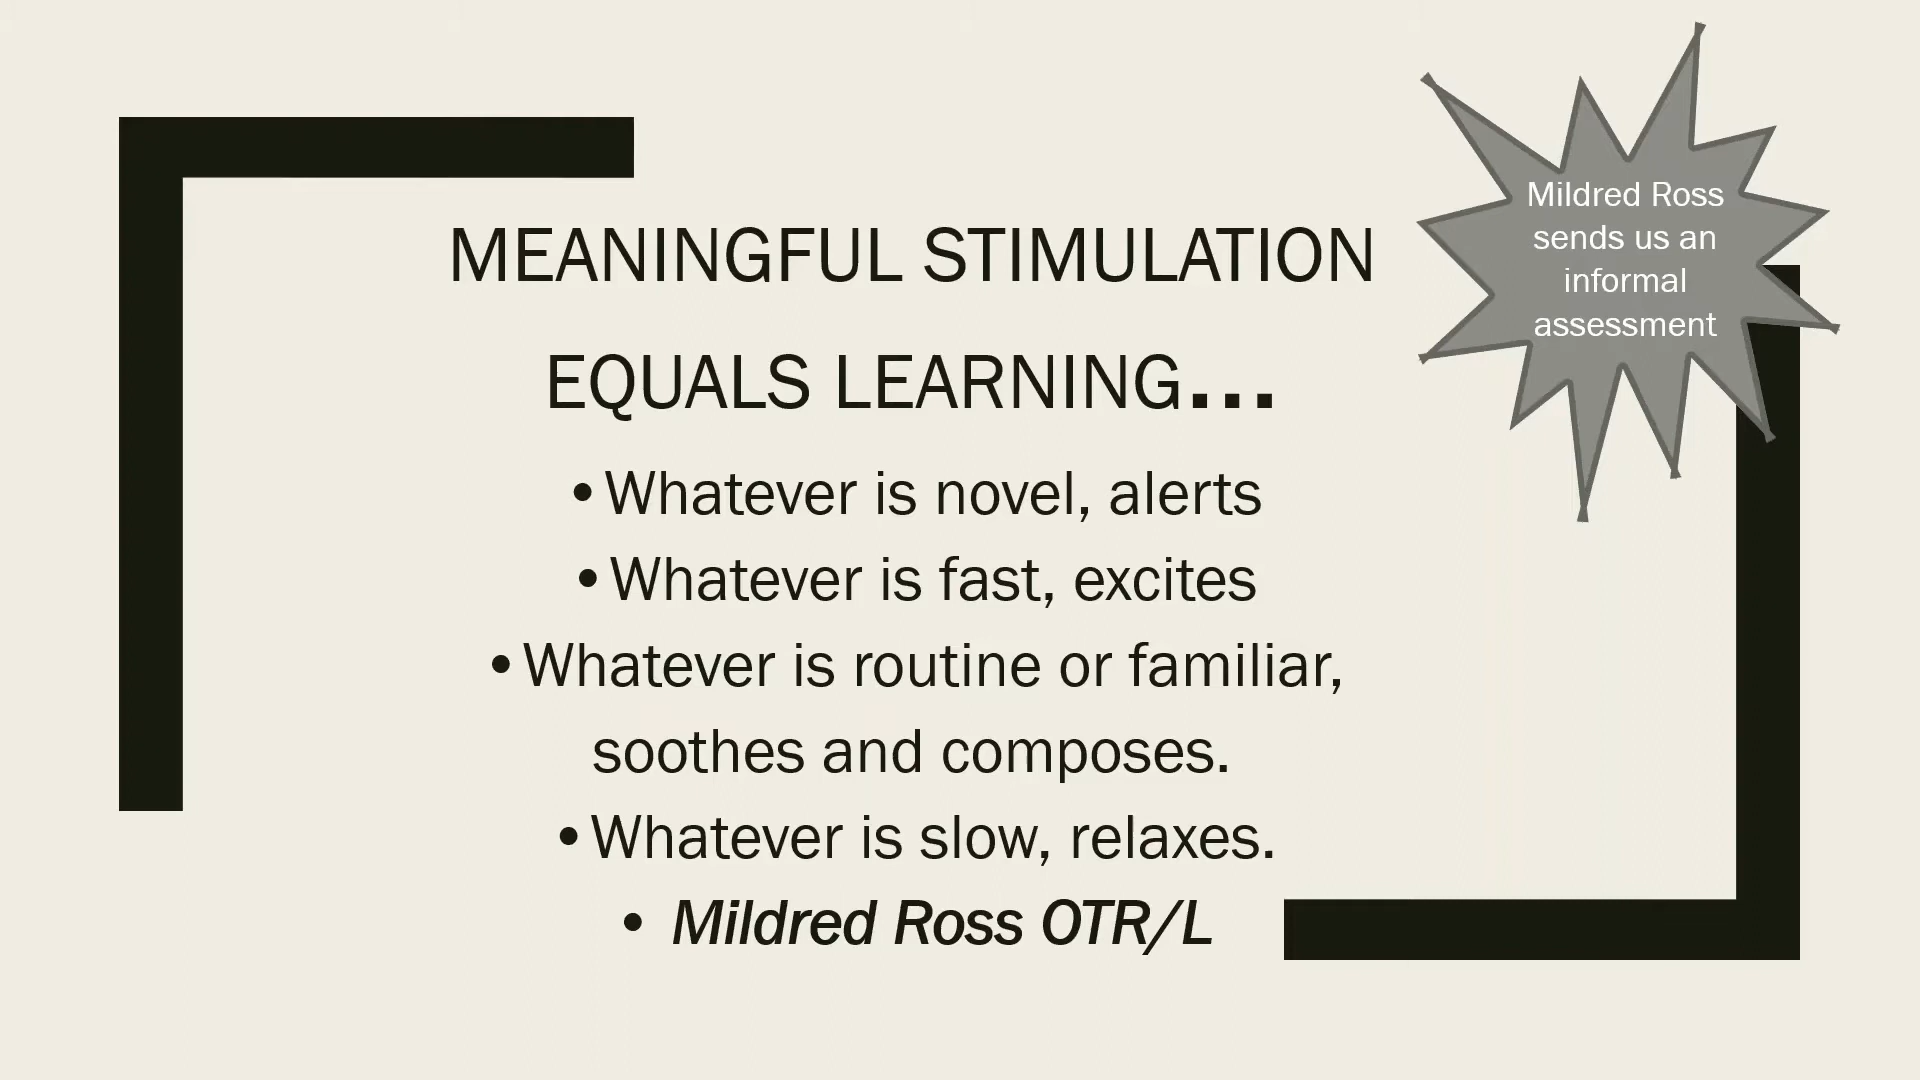 MEANINGFUL STIMULATION
EQUALS LEARNING...
• Whatever is novel, alerts
• Whatever is fast, excites
• Whatever is routine or familiar,
soothes and composes.
• Whatever is slow, relaxes.
• Mildred Ross OTR/L
Mildred Ross
sends us an
informal
assessment